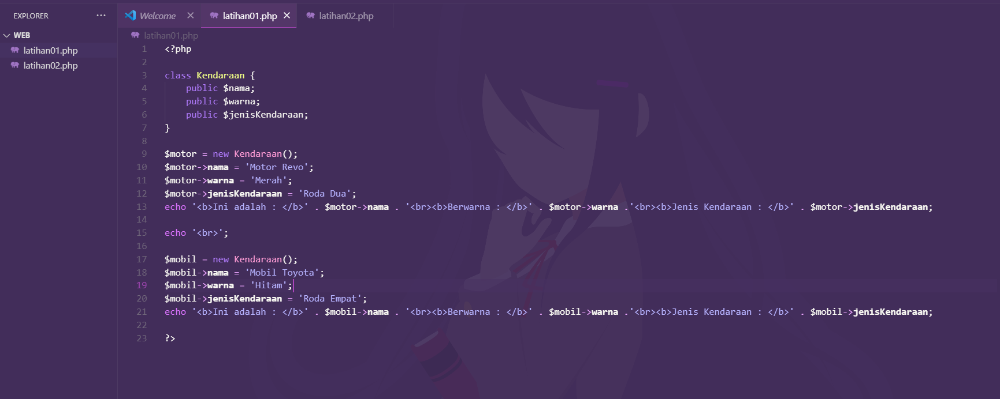 EXPLORER ...
WEB
latihan01.php
latihan02.php
Welcome
latihan01.php
latihan02.php
latihan01.php
1 <?php
2
3 class Kendaraan {
4     public $nama;
5     public $warna;
6     public $jenisKendaraan;
7 }
8
9 $motor = new Kendaraan();
10 $motor->nama = 'Motor Revo';
11 $motor->warna = 'Merah';
12 $motor->jenisKendaraan = 'Roda Dua';
13 echo '<b>Ini adalah : </b>' . $motor->nama . '<br><b>Berwarna : </b>' . $motor->warna .'<br><b>Jenis Kendaraan : </b>' . $motor->jenisKendaraan;
14
15 echo '<br>';
16
17 $mobil = new Kendaraan();
18 $mobil->nama = 'Mobil Toyota';
19 $mobil->warna = 'Hitam';
20 $mobil->jenisKendaraan = 'Roda Empat';
21 echo '<b>Ini adalah : </b>' . $mobil->nama . '<br><b>Berwarna : </b>' . $mobil->warna .'<br><b>Jenis Kendaraan : </b>' . $mobil->jenisKendaraan;
22
23 ?>